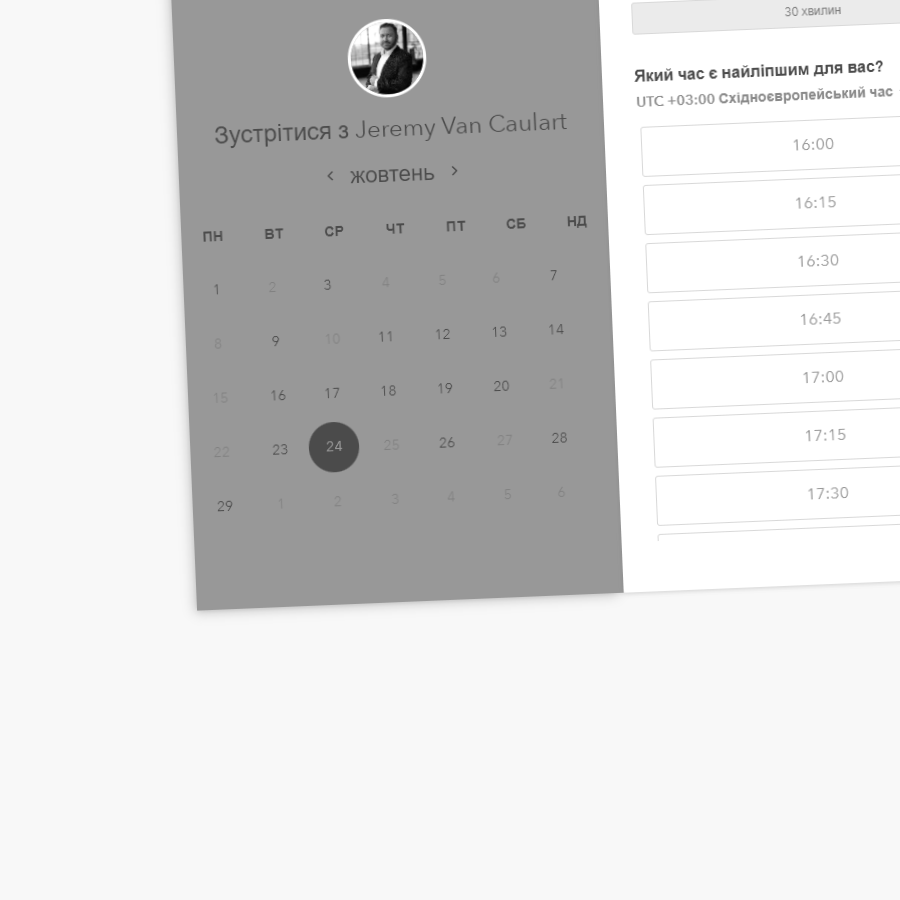 Зустрітися з Jeremy Van Caulart
‹ жовтень ›
ПН ВТ СР ЧТ ПТ СБ НД
1 2 3 4 5 6 7
8 9 10 11 12 13 14
15 16 17 18 19 20 21
22 23 24 25 26 27 28
29 1 2 3 4 5 6
30 хвилин
Який час є найліпшим для вас?
UTC +03:00 Східноєвропейський час
16:00
16:15
16:30
16:45
17:00
17:15
17:30